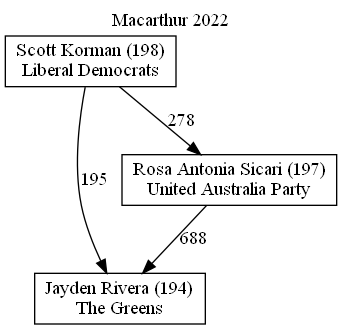 Macarthur 2022
Scott Korman (198)
Liberal Democrats
278
Rosa Antonia Sicari (197)
United Australia Party
195
688
Jayden Rivera (194)
The Greens